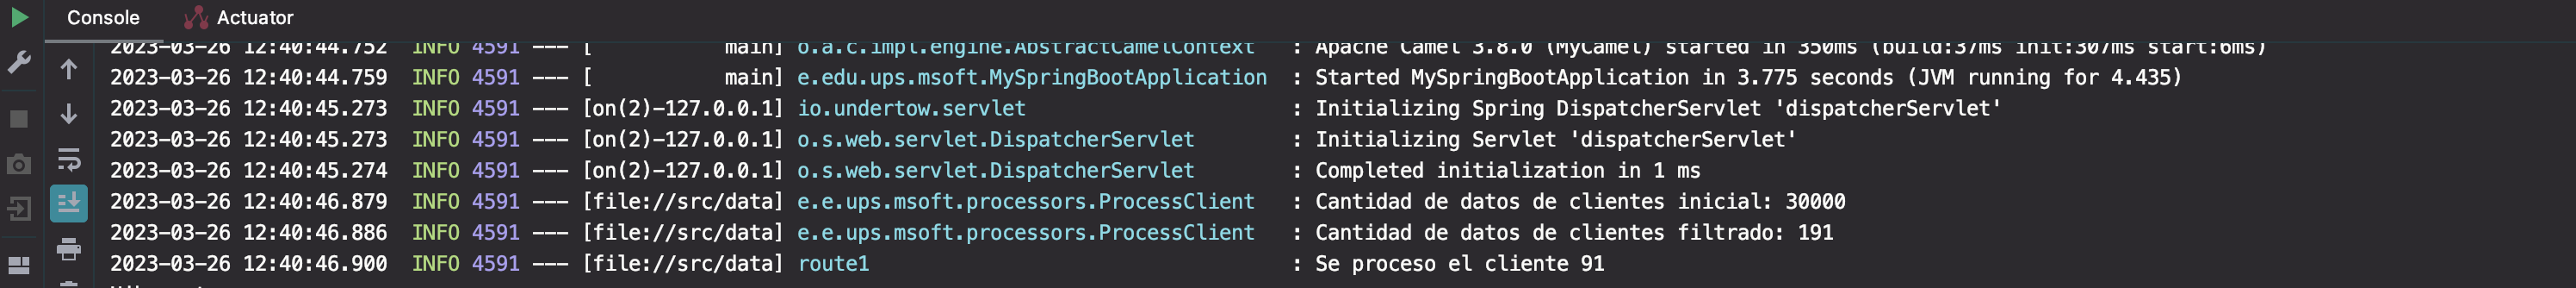 Console Actuator
2023-03-26 12:40:44.752 INFO 4591 --- [ main] o.a.c.impl.engine.AbstractCamelContext : Apache Camel 3.8.0 (MyCamel) started in 350ms (build:37ms init:307ms start:6ms)
2023-03-26 12:40:44.759 INFO 4591 --- [ main] e.edu.ups.msoft.MySpringBootApplication : Started MySpringBootApplication in 3.775 seconds (JVM running for 4.435)
2023-03-26 12:40:45.273 INFO 4591 --- [on(2)-127.0.0.1] io.undertow.servlet : Initializing Spring DispatcherServlet 'dispatcherServlet'
2023-03-26 12:40:45.273 INFO 4591 --- [on(2)-127.0.0.1] o.s.web.servlet.DispatcherServlet : Initializing Servlet 'dispatcherServlet'
2023-03-26 12:40:45.274 INFO 4591 --- [on(2)-127.0.0.1] o.s.web.servlet.DispatcherServlet : Completed initialization in 1 ms
2023-03-26 12:40:46.879 INFO 4591 --- [file://src/data] e.e.ups.msoft.processors.ProcessClient : Cantidad de datos de clientes inicial: 30000
2023-03-26 12:40:46.886 INFO 4591 --- [file://src/data] e.e.ups.msoft.processors.ProcessClient : Cantidad de datos de clientes filtrado: 191
2023-03-26 12:40:46.900 INFO 4591 --- [file://src/data] route1 : Se proceso el cliente 91